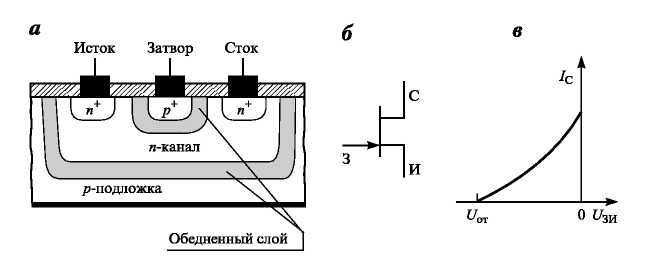 а
Исток Затвор Сток
n+ p+ n+
n-канал
p-подложка
Обедненный слой
б
С
З
И
в
IС
Uот 0 UЗИ